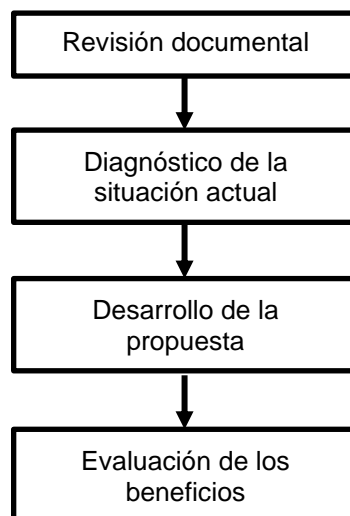 Revisión documental
Diagnóstico de la
situación actual
Desarrollo de la
propuesta
Evaluación de los
beneficios